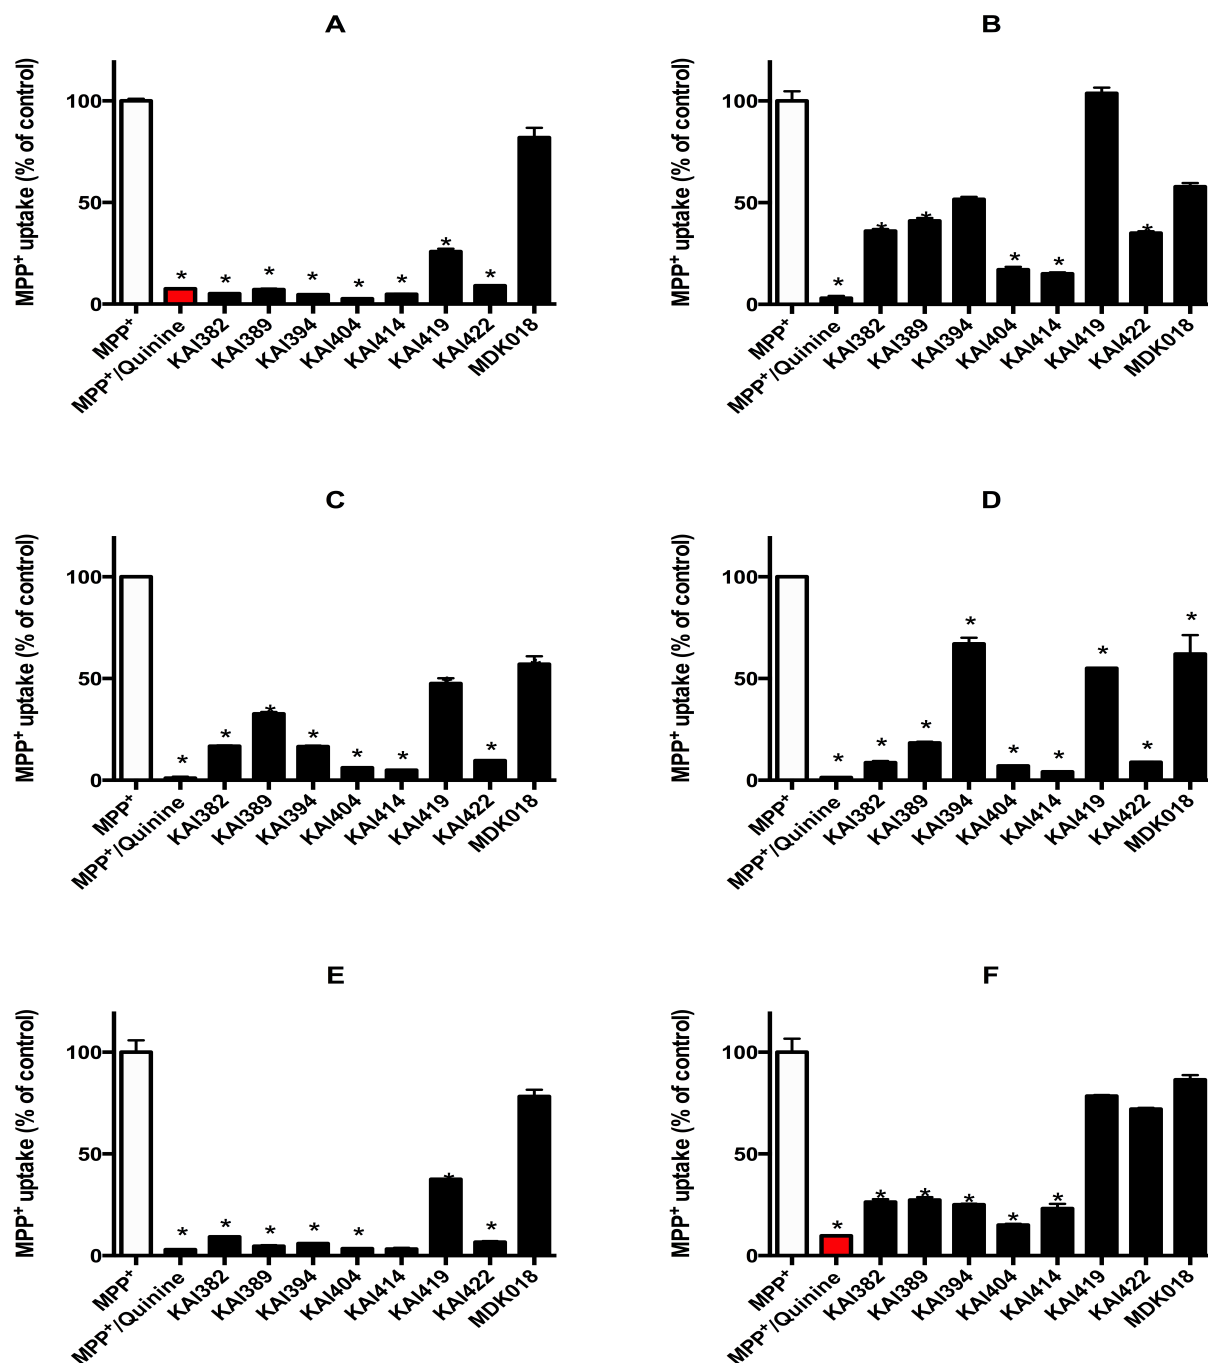 A
MPP⁺ uptake (% of control)
100
50
0
MPP⁺
MPP⁺/Quinine
KAI382
KAI389
KAI394
KAI404
KAI414
KAI419
KAI422
MDK018
* * * * * * * *
B
MPP⁺ uptake (% of control)
100
50
0
MPP⁺
MPP⁺/Quinine
KAI382
KAI389
KAI394
KAI404
KAI414
KAI419
KAI422
MDK018
* * * * * *
C
MPP⁺ uptake (% of control)
100
50
0
MPP⁺
MPP⁺/Quinine
KAI382
KAI389
KAI394
KAI404
KAI414
KAI419
KAI422
MDK018
* * * * * * * * *
D
MPP⁺ uptake (% of control)
100
50
0
MPP⁺
MPP⁺/Quinine
KAI382
KAI389
KAI394
KAI404
KAI414
KAI419
KAI422
MDK018
* * * * * * * * *
E
MPP⁺ uptake (% of control)
100
50
0
MPP⁺
MPP⁺/Quinine
KAI382
KAI389
KAI394
KAI404
KAI414
KAI419
KAI422
MDK018
* * * * * * *
F
MPP⁺ uptake (% of control)
100
50
0
MPP⁺
MPP⁺/Quinine
KAI382
KAI389
KAI394
KAI404
KAI414
KAI419
KAI422
MDK018
* * * * * *